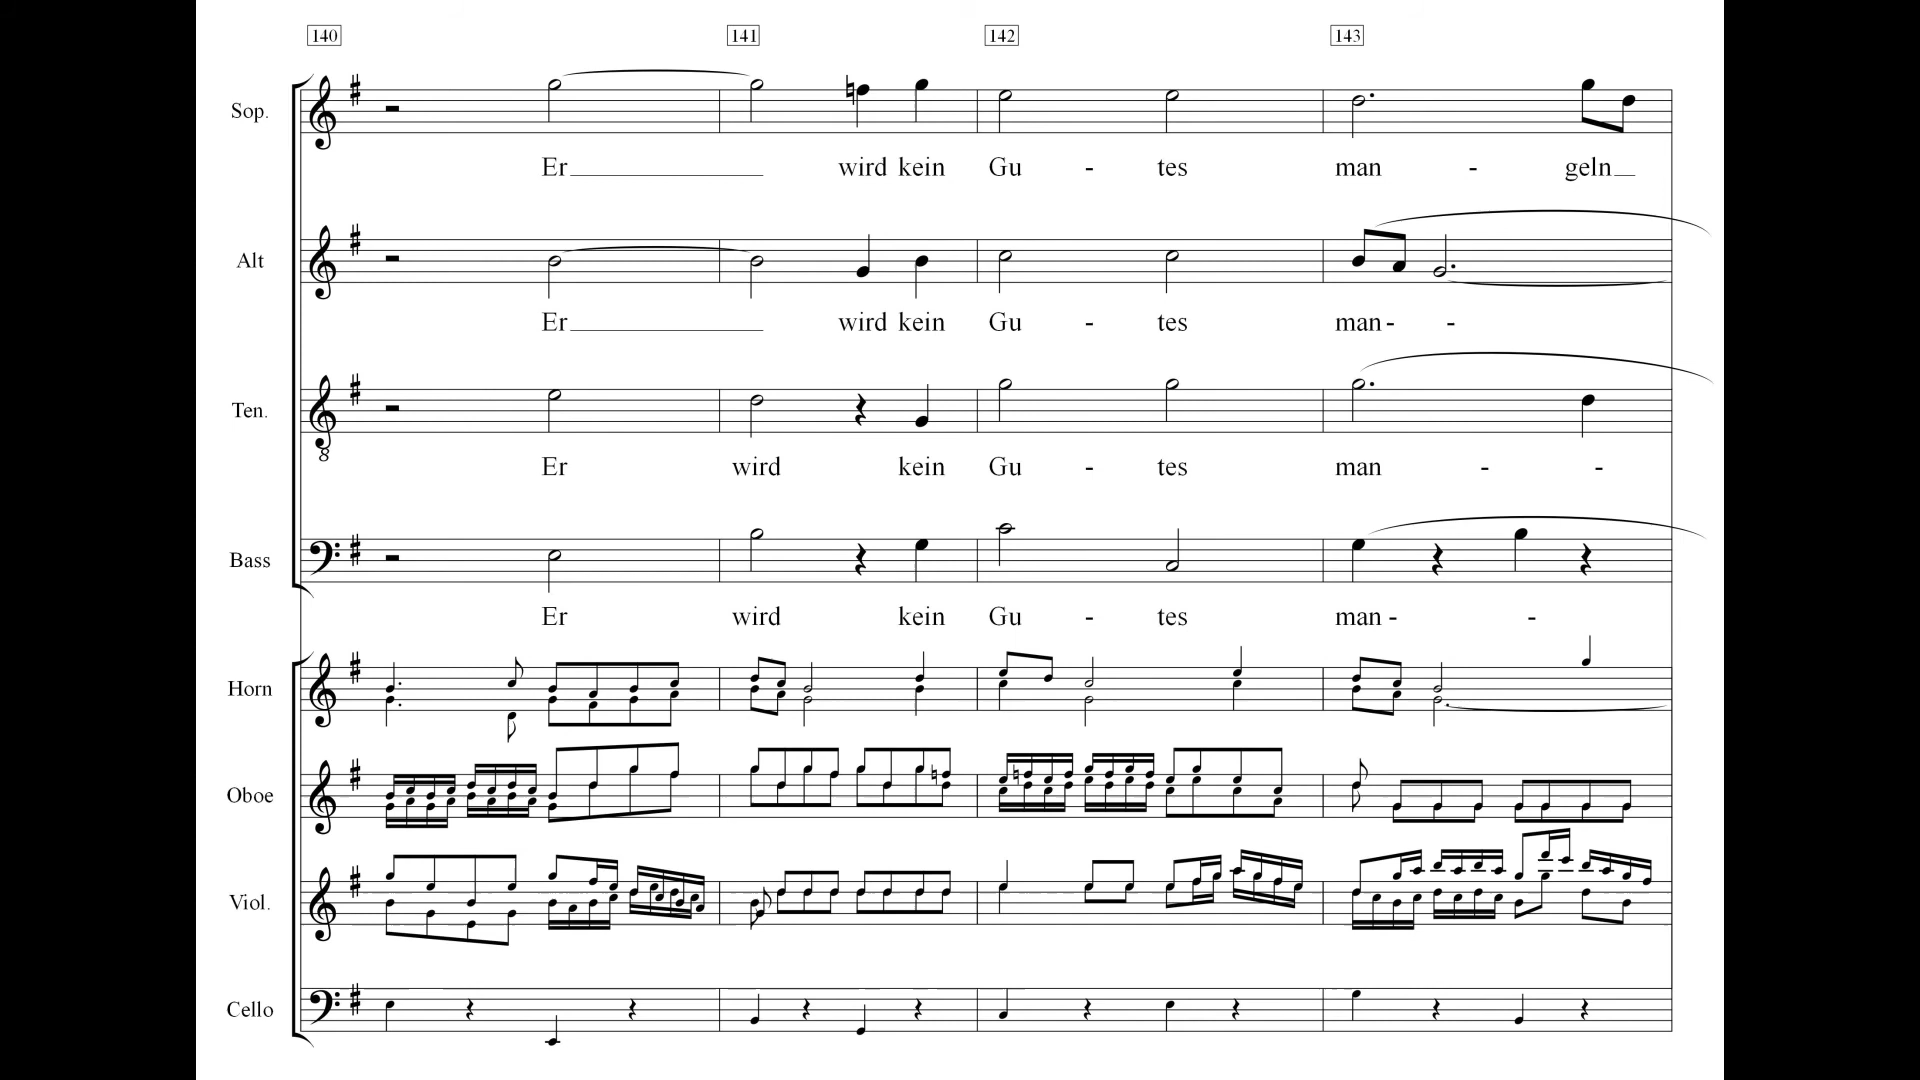 140 141 142 143
Sop.
Er wird kein Gu - tes man - geln
Alt
Er wird kein Gu - tes man - -
Ten.
8
Er wird kein Gu - tes man - -
Bass
Er wird kein Gu - tes man - -
Horn
Oboe
Viol.
Cello